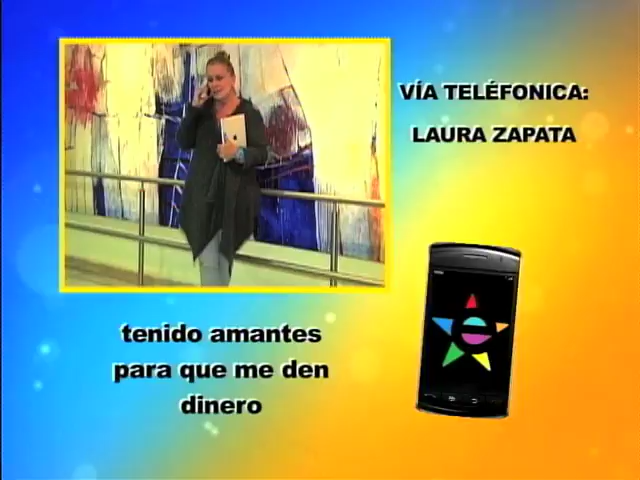 VÍA TELÉFONICA:
LAURA ZAPATA
tenido amantes
para que me den
dinero